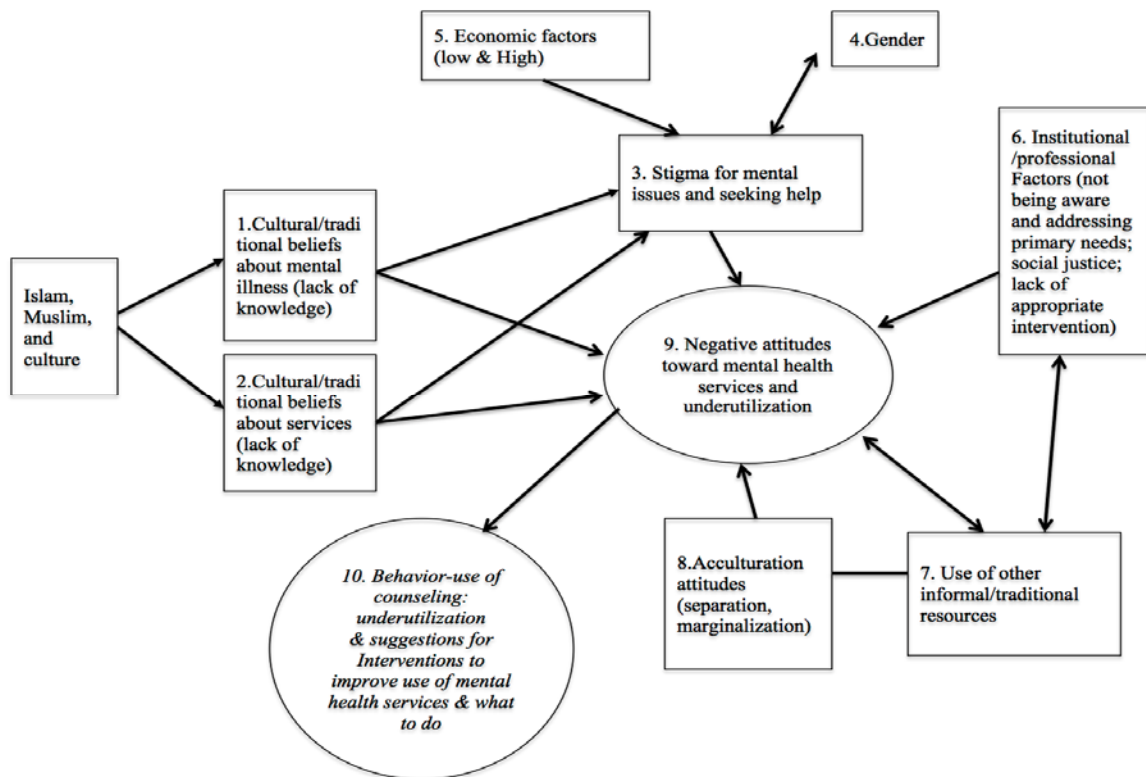 5. Economic factors
(low & High)
4.Gender
3. Stigma for mental
issues and seeking help
6. Institutional
/professional
Factors (not
being aware
and addressing
primary needs;
social justice;
lack of
appropriate
intervention)
1.Cultural/tradi
tional beliefs
about mental
illness (lack of
knowledge)
Islam,
Muslim,
and
culture
2.Cultural/tradi
tional beliefs
about services
(lack of
knowledge)
9. Negative attitudes
toward mental health
services and
underutilization
8.Acculturation
attitudes
(separation,
marginalization)
7. Use of other
informal/traditional
resources
10. Behavior-use of
counseling:
underutilization
& suggestions for
Interventions to
improve use of mental
health services & what
to do